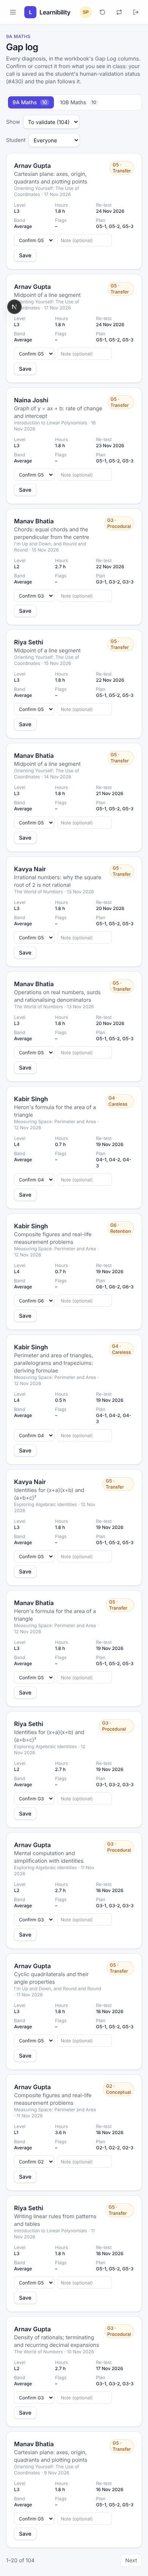 L Learnibility SP
9A MATHS
Gap log
Every diagnosis, in the workbook's Gap Log columns.
Confirm or correct it from what you see in class: your
call is saved as the student's human-validated status
(#430) and the plan follows it.
9A Maths 10 10B Maths 10
Show To validate (104)
Student Everyone
Arnav Gupta
G5 · Transfer
Cartesian plane: axes, origin,
quadrants and plotting points
Orienting Yourself: The Use of
Coordinates · 17 Nov 2026
Level Hours Re-test
L3 1.8 h 24 Nov 2026
Band Flags Plan
Average – G5-1, G5-2, G5-3
Confirm G5 Note (optional)
Save
Arnav Gupta
G5 · Transfer
Midpoint of a line segment
Orienting Yourself: The Use of
Coordinates · 17 Nov 2026
N
Level Hours Re-test
L3 1.8 h 24 Nov 2026
Band Flags Plan
Average – G5-1, G5-2, G5-3
Confirm G5 Note (optional)
Save
Naina Joshi
G5 · Transfer
Graph of y = ax + b: rate of change
and intercept
Introduction to Linear Polynomials · 16
Nov 2026
Level Hours Re-test
L3 1.8 h 23 Nov 2026
Band Flags Plan
Average – G5-1, G5-2, G5-3
Confirm G5 Note (optional)
Save
Manav Bhatia
G3 · Procedural
Chords: equal chords and the
perpendicular from the centre
I'm Up and Down, and Round and
Round · 15 Nov 2026
Level Hours Re-test
L2 2.7 h 22 Nov 2026
Band Flags Plan
Average – G3-1, G3-2, G3-3
Confirm G3 Note (optional)
Save
Riya Sethi
G5 · Transfer
Midpoint of a line segment
Orienting Yourself: The Use of
Coordinates · 15 Nov 2026
Level Hours Re-test
L3 1.8 h 22 Nov 2026
Band Flags Plan
Average – G5-1, G5-2, G5-3
Confirm G5 Note (optional)
Save
Manav Bhatia
G5 · Transfer
Midpoint of a line segment
Orienting Yourself: The Use of
Coordinates · 14 Nov 2026
Level Hours Re-test
L3 1.8 h 21 Nov 2026
Band Flags Plan
Average – G5-1, G5-2, G5-3
Confirm G5 Note (optional)
Save
Kavya Nair
G5 · Transfer
Irrational numbers: why the square
root of 2 is not rational
The World of Numbers · 13 Nov 2026
Level Hours Re-test
L3 1.8 h 20 Nov 2026
Band Flags Plan
Average – G5-1, G5-2, G5-3
Confirm G5 Note (optional)
Save
Manav Bhatia
G5 · Transfer
Operations on real numbers, surds
and rationalising denominators
The World of Numbers · 13 Nov 2026
Level Hours Re-test
L3 1.8 h 20 Nov 2026
Band Flags Plan
Average – G5-1, G5-2, G5-3
Confirm G5 Note (optional)
Save
Kabir Singh
G4 · Careless
Heron's formula for the area of a
triangle
Measuring Space: Perimeter and Area ·
12 Nov 2026
Level Hours Re-test
L4 0.7 h 19 Nov 2026
Band Flags Plan
Average – G4-1, G4-2, G4-
3
Confirm G4 Note (optional)
Save
Kabir Singh
G6 · Retention
Composite figures and real-life
measurement problems
Measuring Space: Perimeter and Area ·
12 Nov 2026
Level Hours Re-test
L4 0.7 h 19 Nov 2026
Band Flags Plan
Average – G6-1, G6-2, G6-3
Confirm G6 Note (optional)
Save
Kabir Singh
G4 · Careless
Perimeter and area of triangles,
parallelograms and trapeziums:
deriving formulae
Measuring Space: Perimeter and Area ·
12 Nov 2026
Level Hours Re-test
L4 0.5 h 19 Nov 2026
Band Flags Plan
Average – G4-1, G4-2, G4-
3
Confirm G4 Note (optional)
Save
Kavya Nair
G5 · Transfer
Identities for (x+a)(x+b) and
(a+b+c)²
Exploring Algebraic Identities · 12 Nov
2026
Level Hours Re-test
L3 1.8 h 19 Nov 2026
Band Flags Plan
Average – G5-1, G5-2, G5-3
Confirm G5 Note (optional)
Save
Manav Bhatia
G5 · Transfer
Heron's formula for the area of a
triangle
Measuring Space: Perimeter and Area ·
12 Nov 2026
Level Hours Re-test
L3 1.8 h 19 Nov 2026
Band Flags Plan
Average – G5-1, G5-2, G5-3
Confirm G5 Note (optional)
Save
Riya Sethi
G3 · Procedural
Identities for (x+a)(x+b) and
(a+b+c)²
Exploring Algebraic Identities · 12
Nov 2026
Level Hours Re-test
L2 2.7 h 19 Nov 2026
Band Flags Plan
Average – G3-1, G3-2, G3-3
Confirm G3 Note (optional)
Save
Arnav Gupta
G3 · Procedural
Mental computation and
simplification with identities
Exploring Algebraic Identities · 11 Nov
2026
Level Hours Re-test
L2 2.7 h 18 Nov 2026
Band Flags Plan
Average – G3-1, G3-2, G3-3
Confirm G3 Note (optional)
Save
Arnav Gupta
G5 · Transfer
Cyclic quadrilaterals and their
angle properties
I'm Up and Down, and Round and Round
· 11 Nov 2026
Level Hours Re-test
L3 1.8 h 18 Nov 2026
Band Flags Plan
Average – G5-1, G5-2, G5-3
Confirm G5 Note (optional)
Save
Arnav Gupta
G2 · Conceptual
Composite figures and real-life
measurement problems
Measuring Space: Perimeter and Area
· 11 Nov 2026
Level Hours Re-test
L1 3.6 h 18 Nov 2026
Band Flags Plan
Average – G2-1, G2-2, G2-3
Confirm G2 Note (optional)
Save
Riya Sethi
G5 · Transfer
Writing linear rules from patterns
and tables
Introduction to Linear Polynomials · 11
Nov 2026
Level Hours Re-test
L3 1.8 h 18 Nov 2026
Band Flags Plan
Average – G5-1, G5-2, G5-3
Confirm G5 Note (optional)
Save
Arnav Gupta
G3 · Procedural
Density of rationals; terminating
and recurring decimal expansions
The World of Numbers · 10 Nov 2026
Level Hours Re-test
L2 2.7 h 17 Nov 2026
Band Flags Plan
Average – G3-1, G3-2, G3-3
Confirm G3 Note (optional)
Save
Manav Bhatia
G5 · Transfer
Cartesian plane: axes, origin,
quadrants and plotting points
Orienting Yourself: The Use of
Coordinates · 9 Nov 2026
Level Hours Re-test
L3 1.8 h 16 Nov 2026
Band Flags Plan
Average – G5-1, G5-2, G5-3
Confirm G5 Note (optional)
Save
1–20 of 104 Next